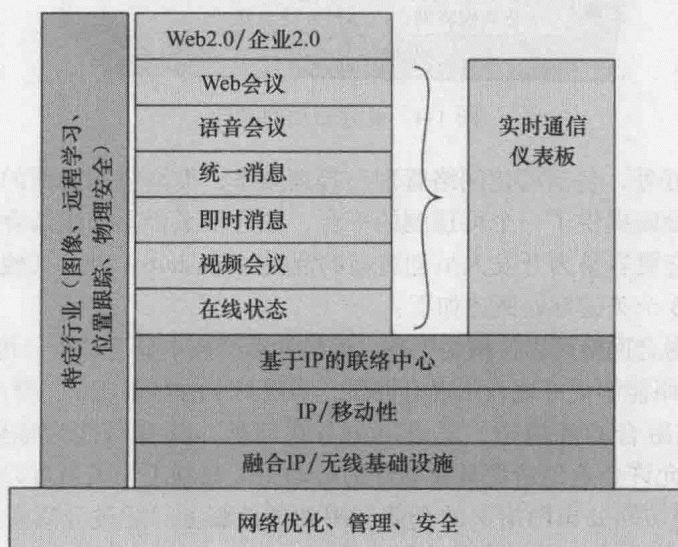 特定行业（图像、远程学习、
位置跟踪、物理安全）
Web2.0/企业2.0
Web会议
语音会议
统一消息
即时消息
视频会议
在线状态
实时通信
仪表板
基于IP的联络中心
IP/移动性
融合IP/无线基础设施
网络优化、管理、安全